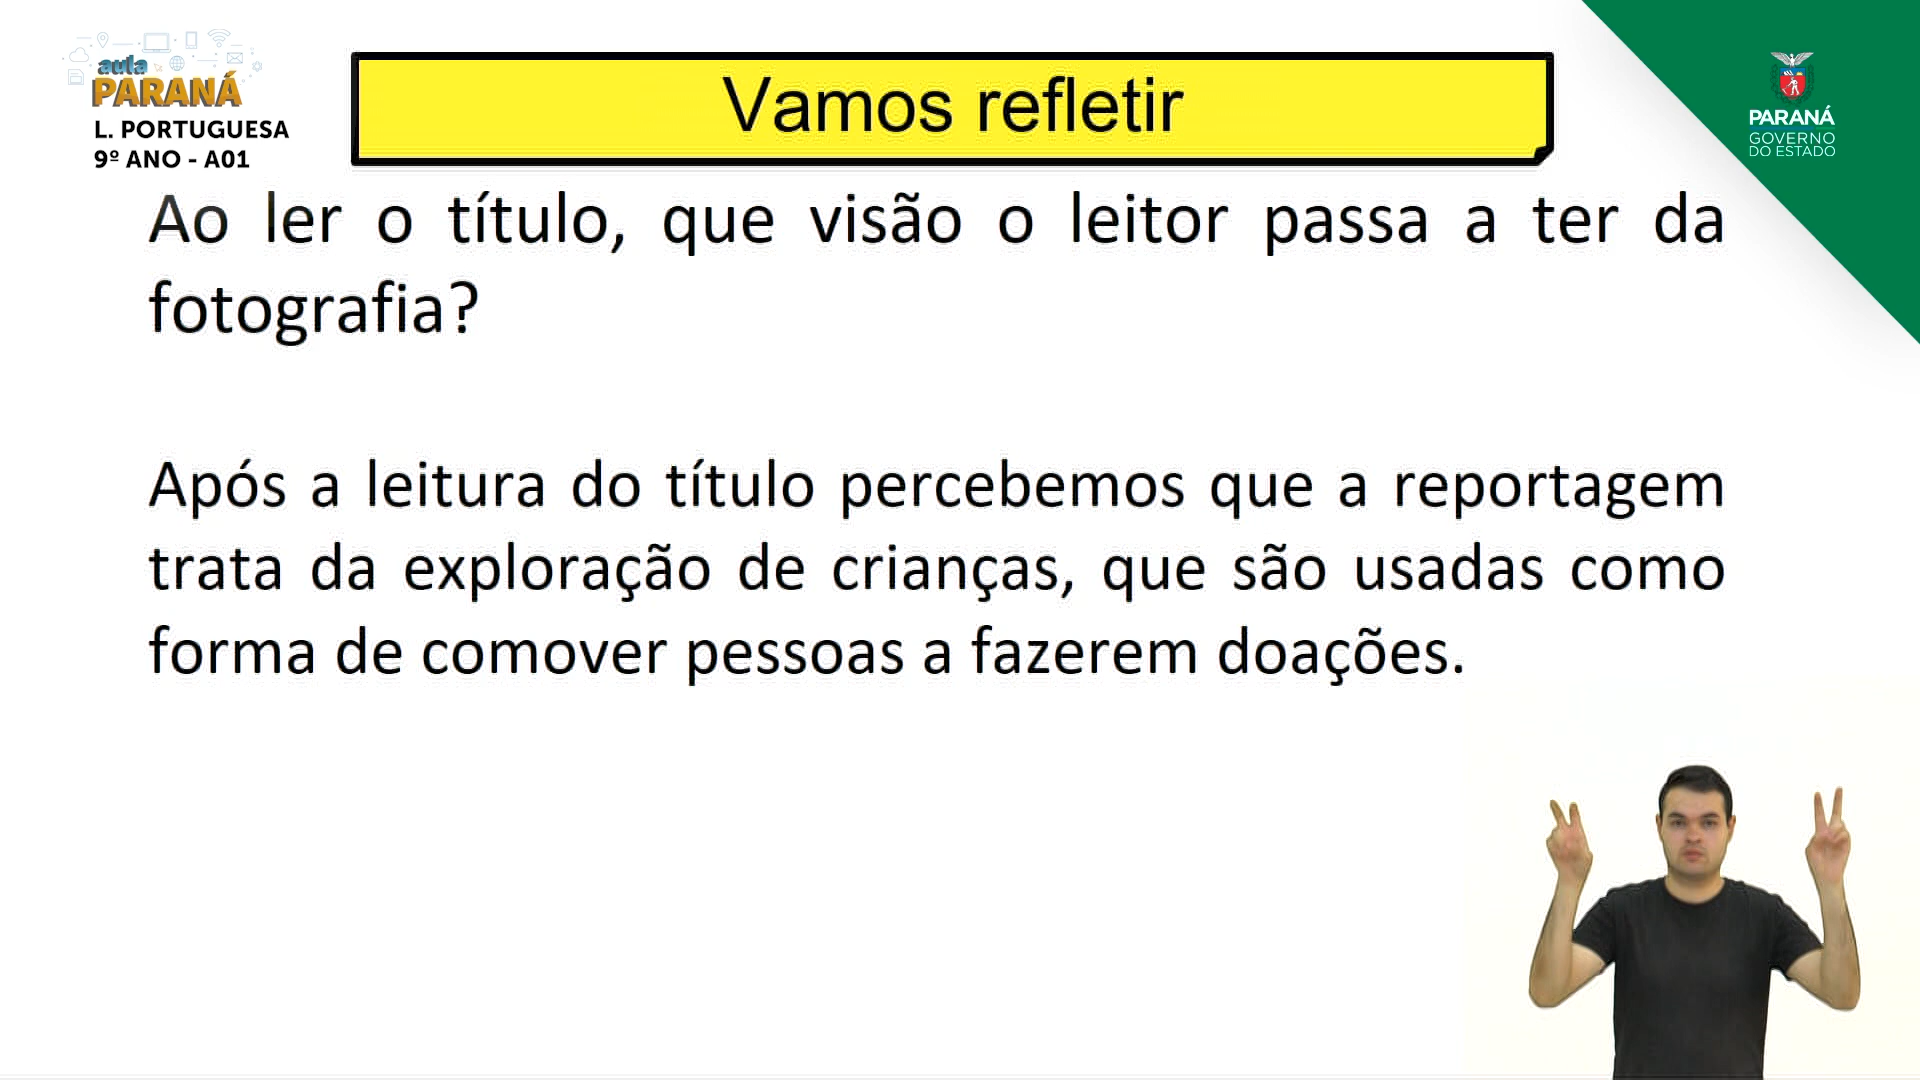 aula
PARANÁ
L. PORTUGUESA
9º ANO - A01
Vamos refletir
PARANÁ
GOVERNO
DO ESTADO
Ao ler o título, que visão o leitor passa a ter da
fotografia?
Após a leitura do título percebemos que a reportagem
trata da exploração de crianças, que são usadas como
forma de comover pessoas a fazerem doações.